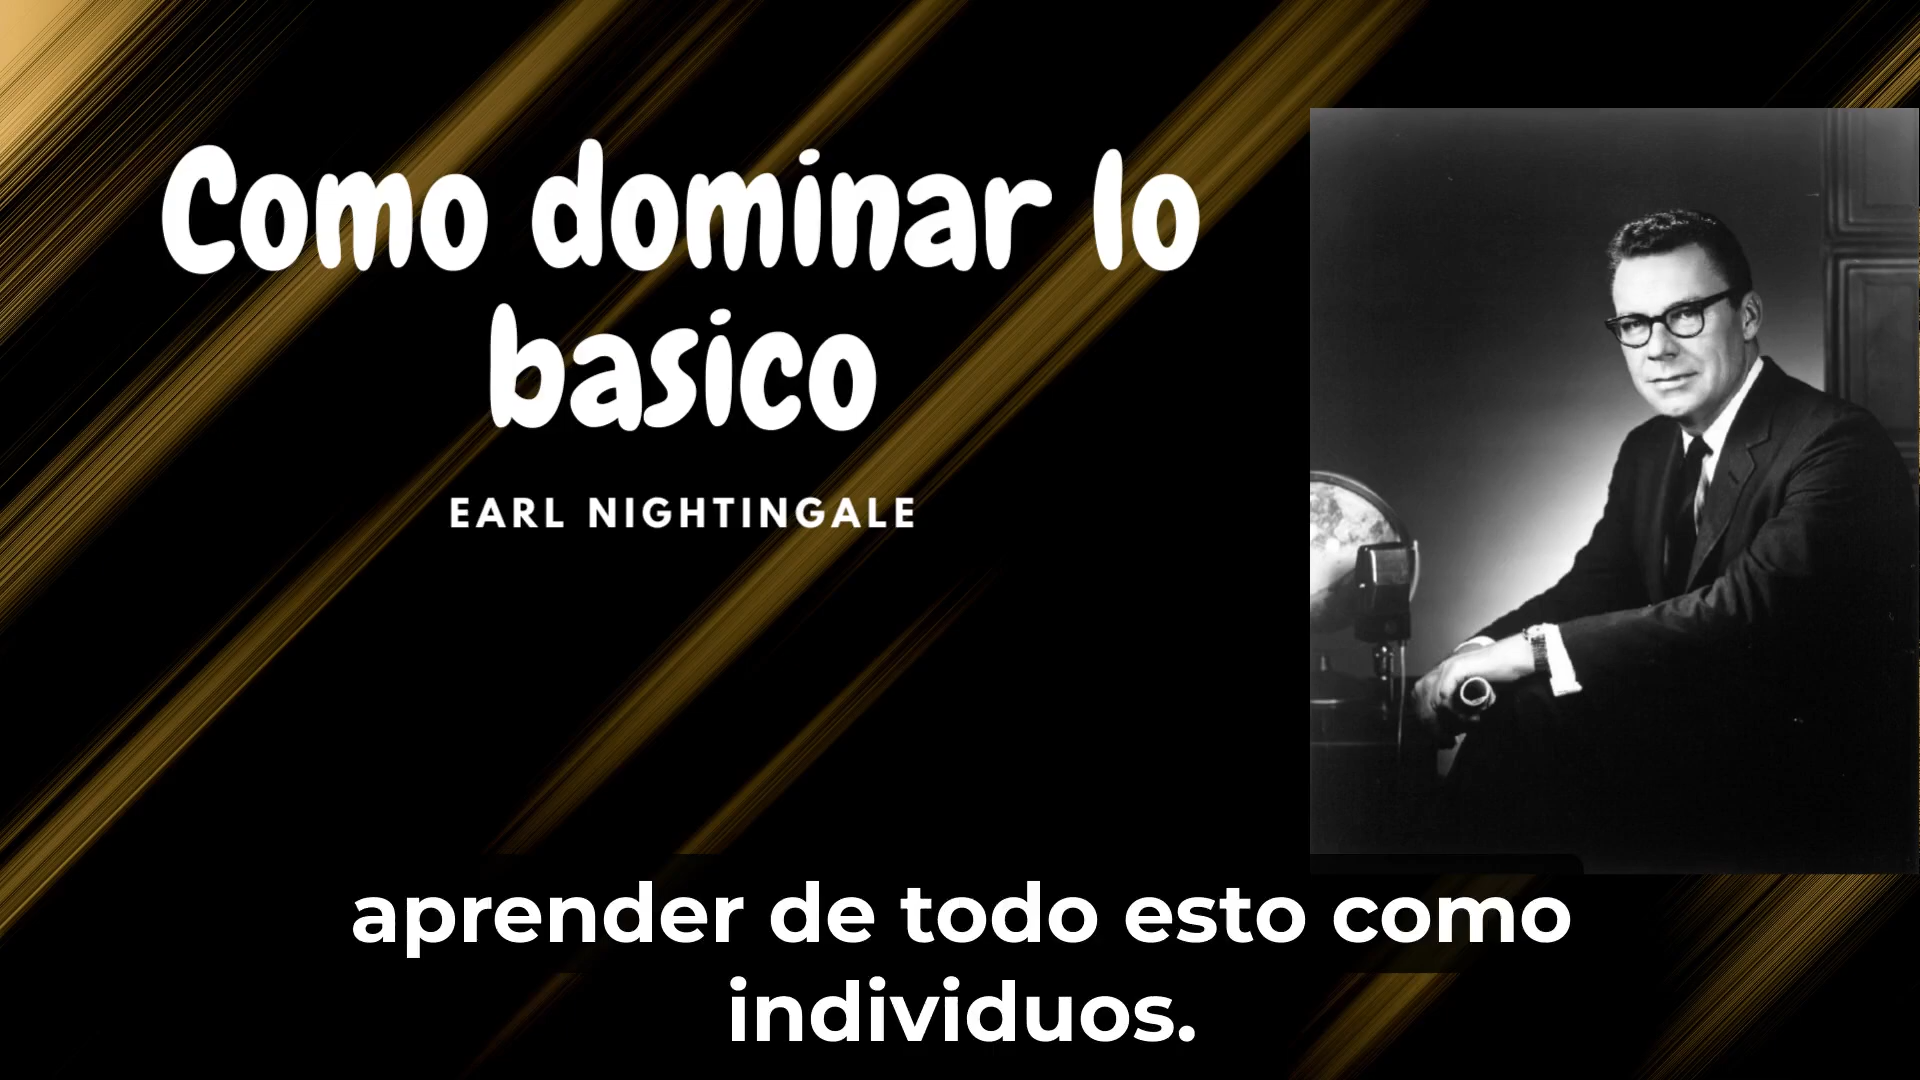 Como dominar lo
basico
EARL NIGHTINGALE
aprender de todo esto como
individuos.